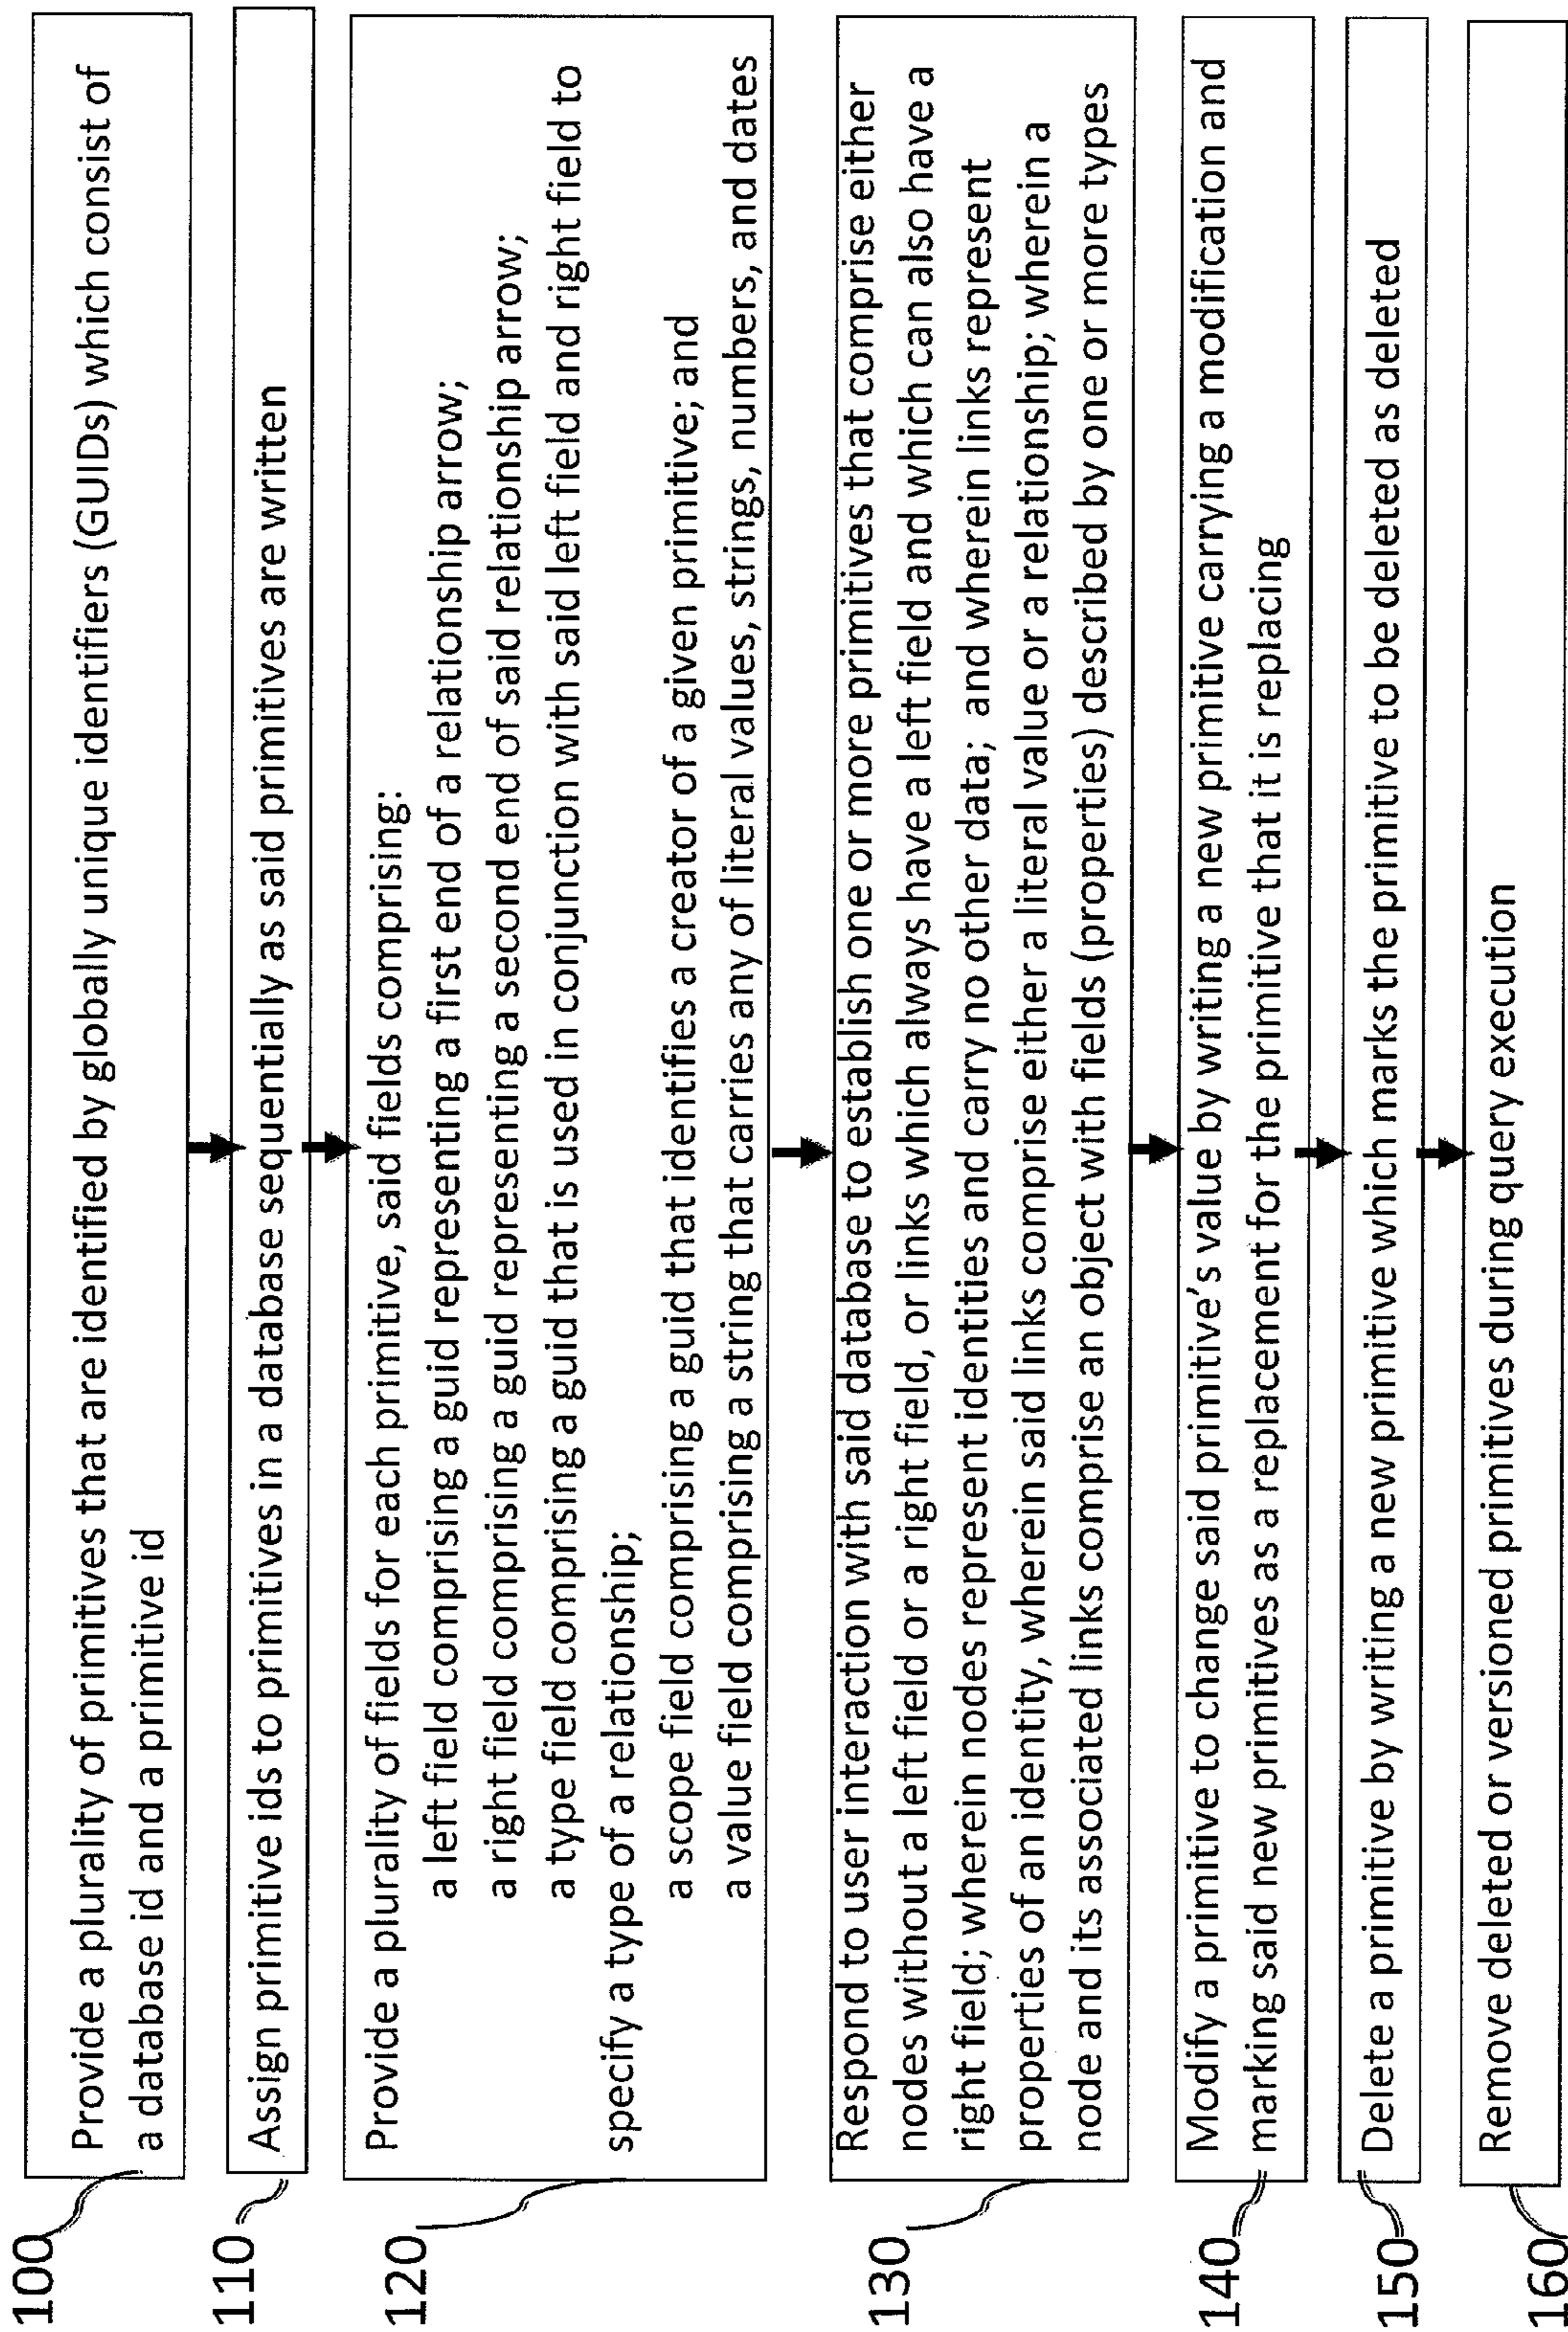 100
Provide a plurality of primitives that are identified by globally unique identifiers (GUIDs) which consist of
a database id and a primitive id
110
Assign primitive ids to primitives in a database sequentially as said primitives are written
120
Provide a plurality of fields for each primitive, said fields comprising:
a left field comprising a guid representing a first end of a relationship arrow;
a right field comprising a guid representing a second end of said relationship arrow;
a type field comprising a guid that is used in conjunction with said left field and right field to
specify a type of a relationship;
a scope field comprising a guid that identifies a creator of a given primitive; and
a value field comprising a string that carries any of literal values, strings, numbers, and dates
130
Respond to user interaction with said database to establish one or more primitives that comprise either
nodes without a left field or a right field, or links which always have a left field and which can also have a
right field; wherein nodes represent identities and carry no other data; and wherein links represent
properties of an identity, wherein said links comprise either a literal value or a relationship; wherein a
node and its associated links comprise an object with fields (properties) described by one or more types
140
Modify a primitive to change said primitive's value by writing a new primitive carrying a modification and
marking said new primitives as a replacement for the primitive that it is replacing
150
Delete a primitive by writing a new primitive which marks the primitive to be deleted as deleted
160
Remove deleted or versioned primitives during query execution